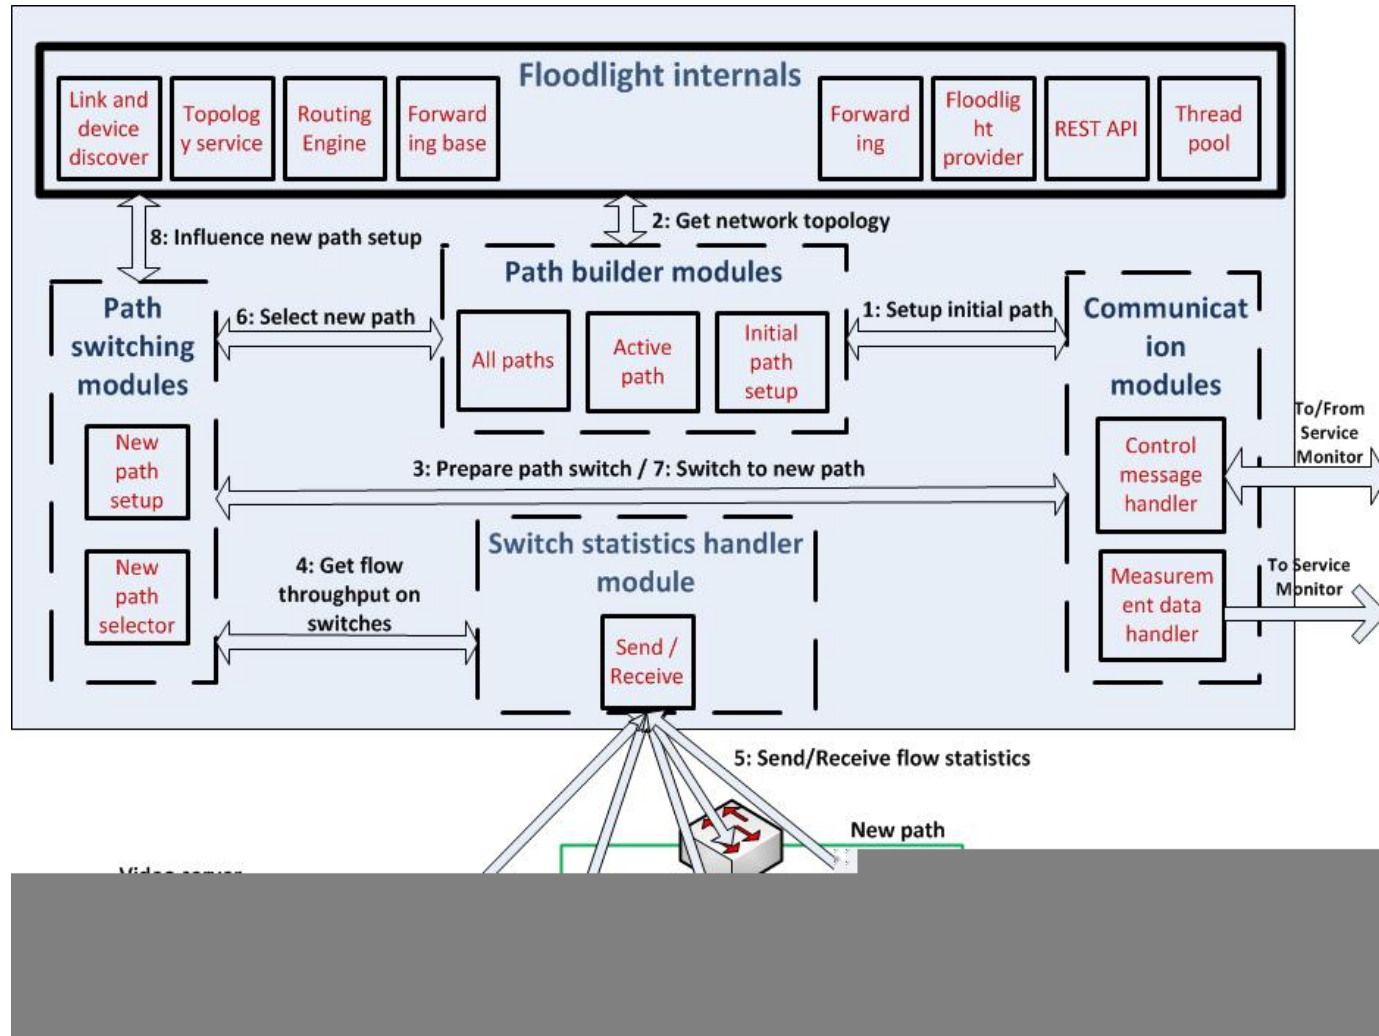 Floodlight internals
Link and
device
discover
Topolog
y service
Routing
Engine
Forward
ing base
Forward
ing
Floodlig
ht
provider
REST API
Thread
pool
8: Influence new path setup
2: Get network topology
Path builder modules
All paths
Active
path
Initial
path
setup
6: Select new path
1: Setup initial path
Path
switching
modules
New
path
setup
New
path
selector
Communicat
ion
modules
Control
message
handler
Measurem
ent data
handler
To/From
Service
Monitor
To Service
Monitor
3: Prepare path switch / 7: Switch to new path
4: Get flow
throughput on
switches
Switch statistics handler
module
Send /
Receive
5: Send/Receive flow statistics
New path
Video server